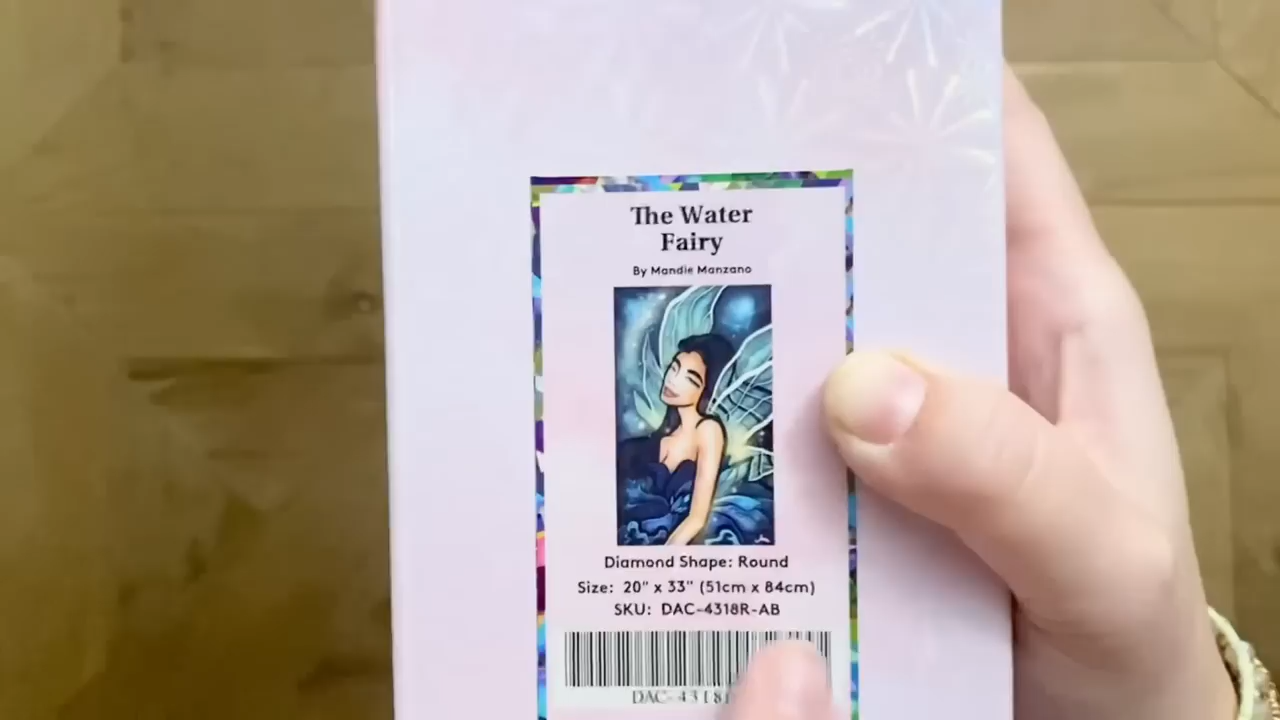 The Water
Fairy
By Mandie Manzano
Diamond Shape: Round
Size: 20" x 33" (51cm x 84cm)
SKU: DAC-4318R-AB
DAC-4318